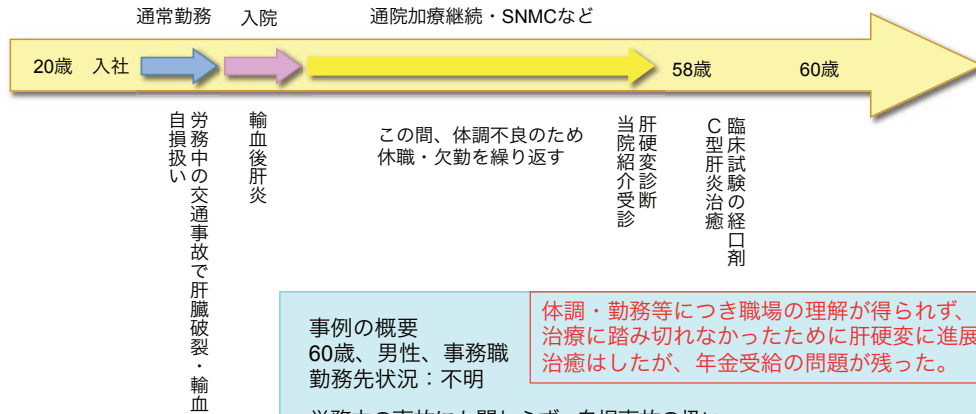 通常勤務 入院 通院加療継続・SNMCなど
20歳 入社 58歳 60歳
労務中の交通事故で肝臓破裂・輸血
自損扱い
輸血後肝炎
この間、体調不良のため
休職・欠勤を繰り返す
肝硬変診断
当院紹介受診
臨床試験の経口剤
C型肝炎治癒
事例の概要
60歳、男性、事務職
勤務先状況：不明
体調・勤務等につき職場の理解が得られず、
治療に踏み切れなかったために肝硬変に進展
治癒はしたが、年金受給の問題が残った。